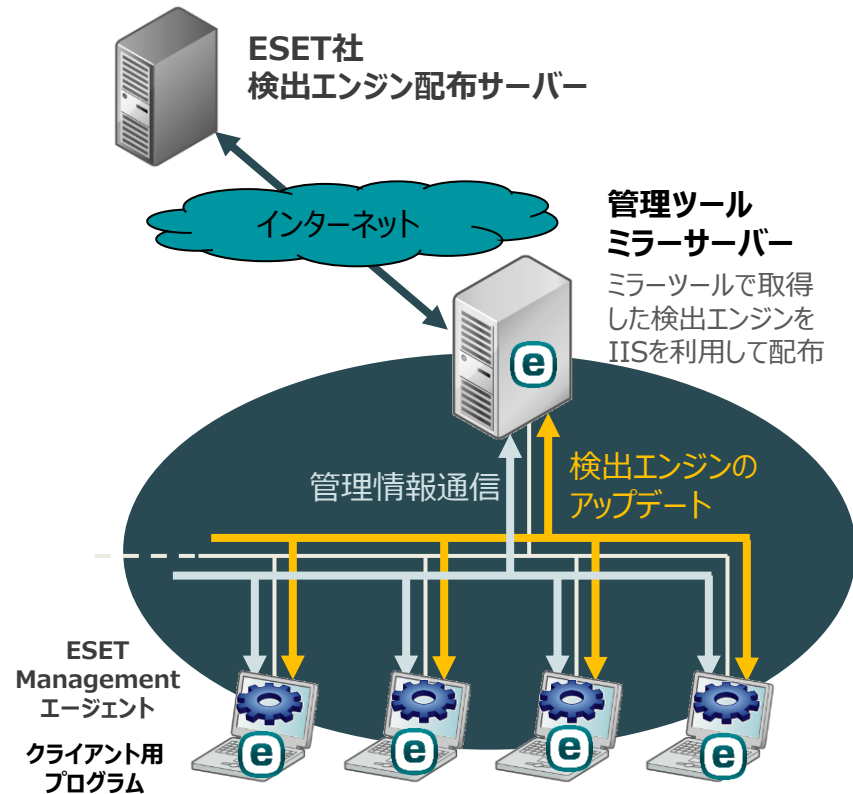 ESET社
検出エンジン配布サーバー
インターネット
管理ツール
ミラーサーバー
ミラーツールで取得
した検出エンジンを
IISを利用して配布
e
管理情報通信
検出エンジンの
アップデート
ESET
Management
エージェント
クライアント用
プログラム
e
e
e
e